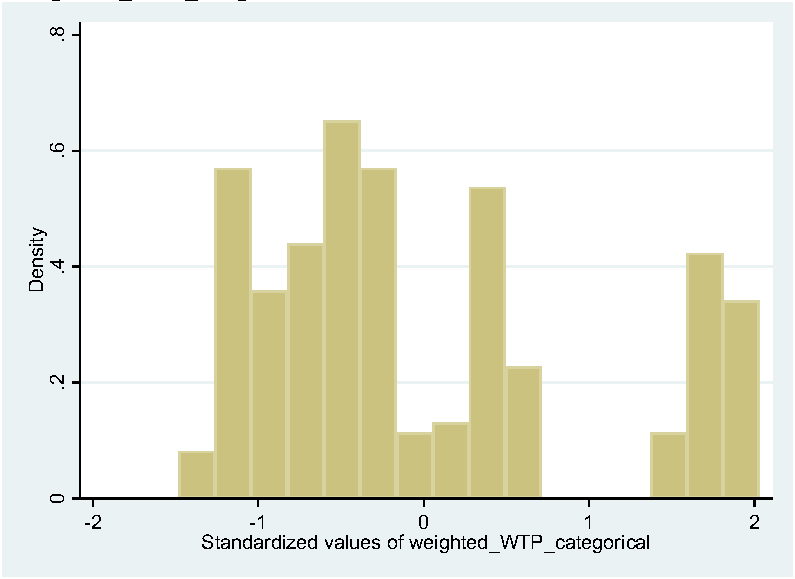 .8
.6
.4
.2
0
Density
-2 -1 0 1 2
Standardized values of weighted_WTP_categorical